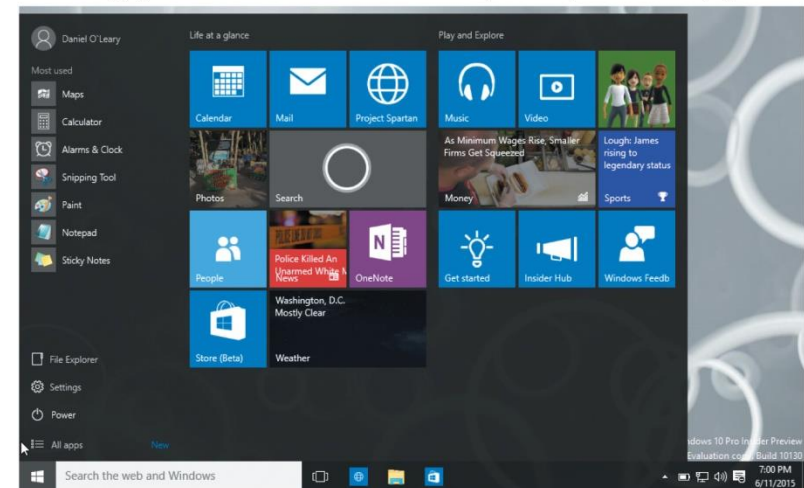 Daniel O'Leary
Most used
Maps
Calculator
Alarms & Clock
Snipping Tool
Paint
Notepad
Sticky Notes
File Explorer
Settings
Power
All apps
New
Life at a glance
Calendar
Mail
Project Spartan
Photos
Search
People
Police Killed An
Unarmed White M
News
OneNote
Store (Beta)
Washington, D.C.
Mostly Clear
Weather
Play and Explore
Music
Video
As Minimum Wages Rise, Smaller
Firms Get Squeezed
Money
Lough: James
rising to
legendary status
Sports
Get started
Insider Hub
Windows Feedb
dows 10 Pro Insider Preview
Evaluation copy. Build 10130
Search the web and Windows
7:00 PM
6/11/2015